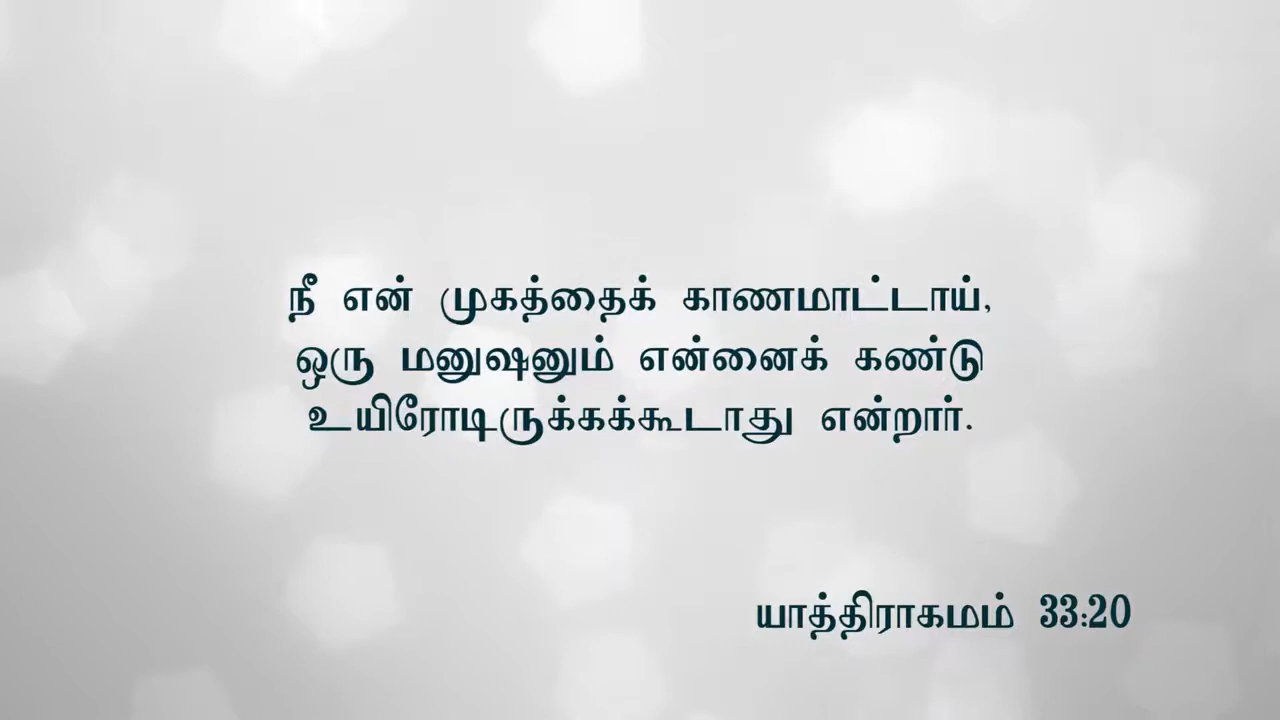 நீ என் முகத்தைக் காணமாட்டாய்,
ஒரு மனுஷனும் என்னைக் கண்டு
உயிரோடிருக்கக்கூடாது என்றார்.
யாத்திராகமம் 33:20